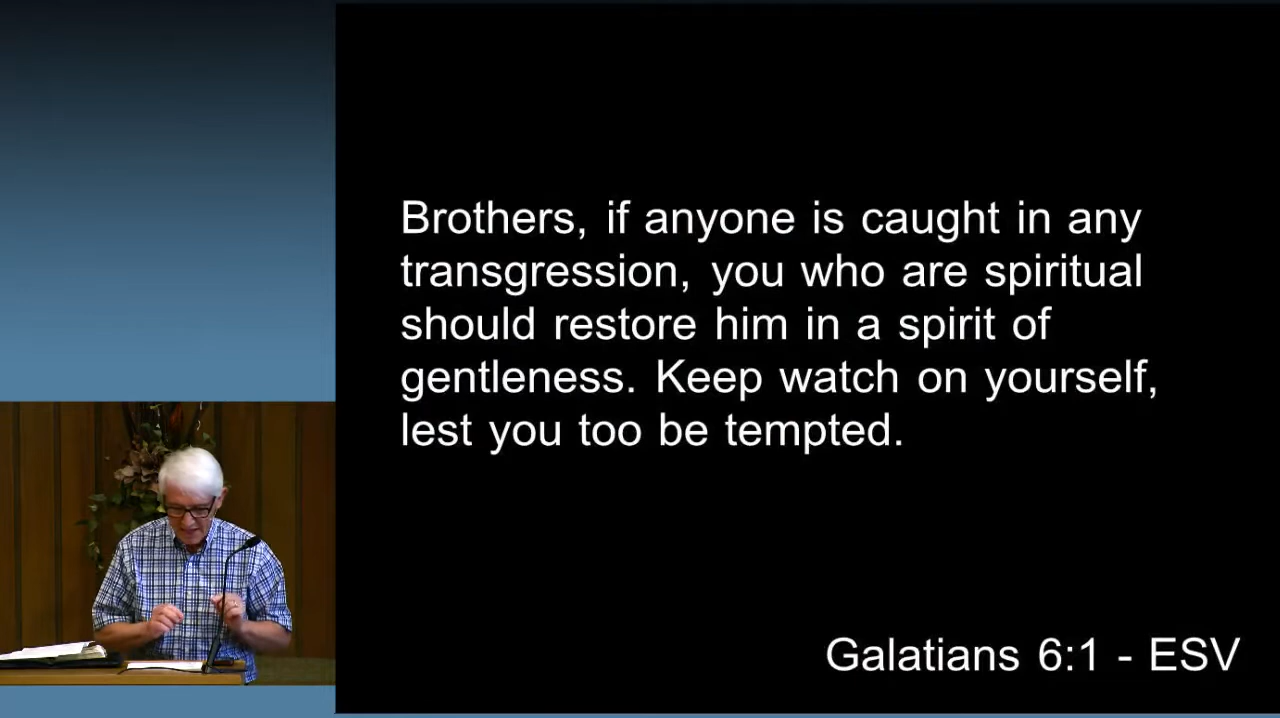 Brothers, if anyone is caught in any
transgression, you who are spiritual
should restore him in a spirit of
gentleness. Keep watch on yourself,
lest you too be tempted.
Galatians 6:1 - ESV